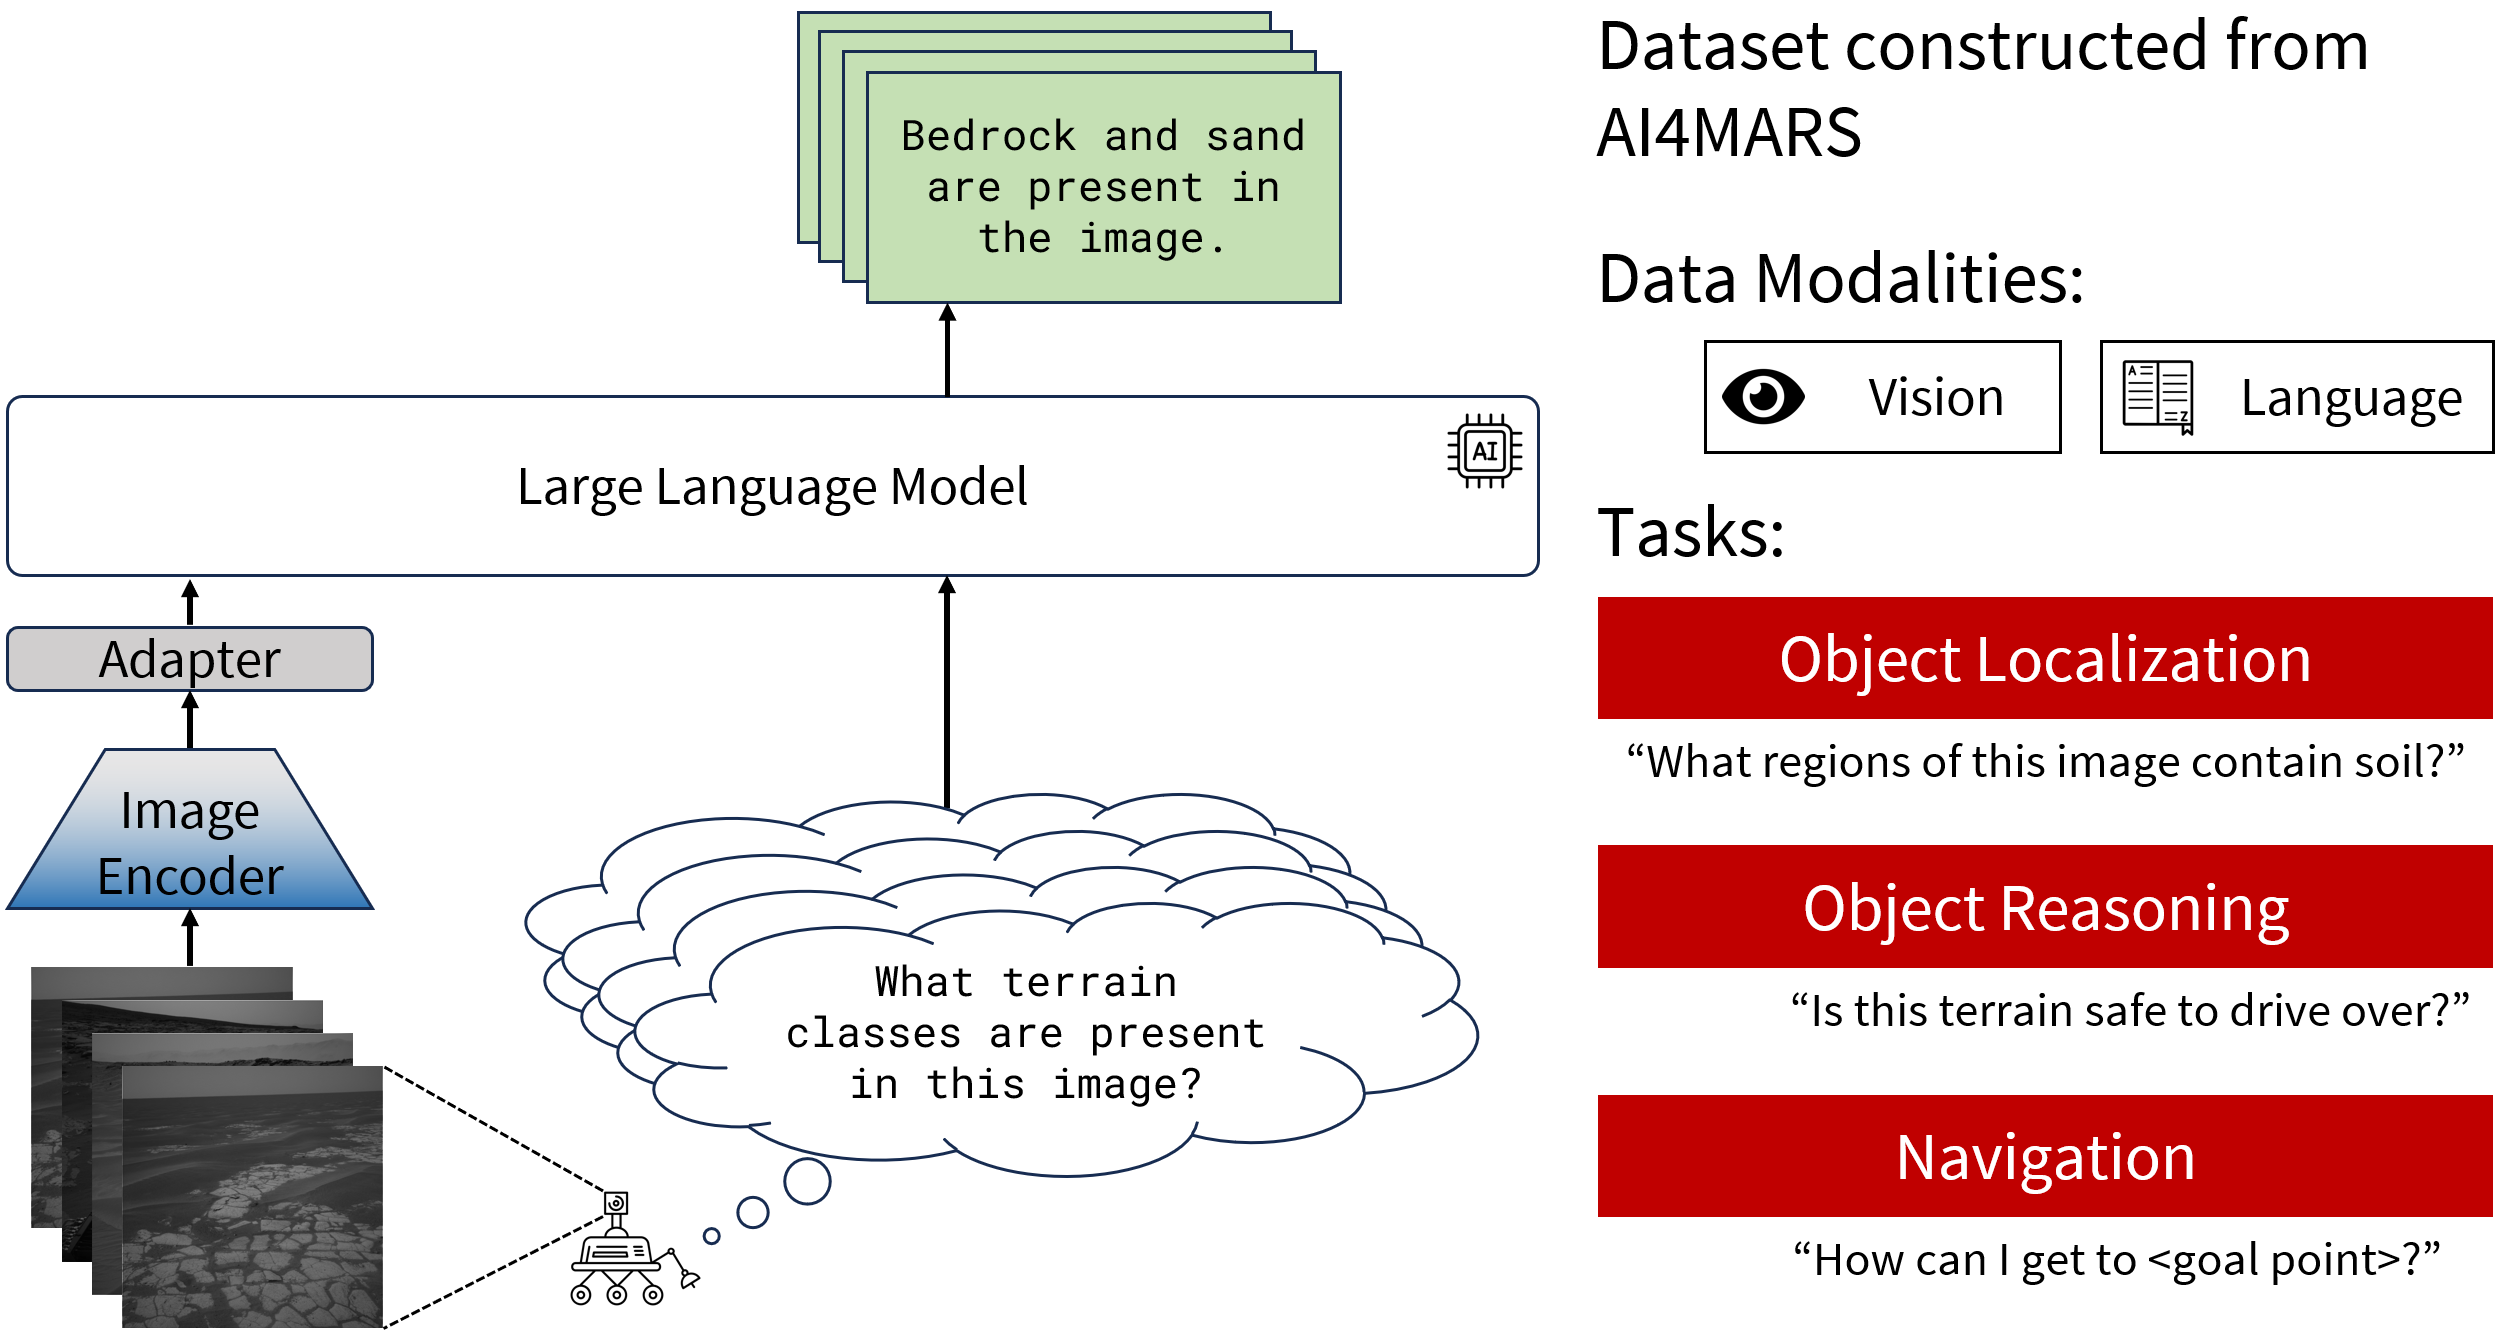 Bedrock and sand
are present in
the image.
Large Language Model
AI
Adapter
Image
Encoder
What terrain
classes are present
in this image?
Dataset constructed from
AI4MARS
Data Modalities:
Vision
A
Z
Language
Tasks:
Object Localization
“What regions of this image contain soil?”
Object Reasoning
“Is this terrain safe to drive over?”
Navigation
“How can I get to <goal point>?”